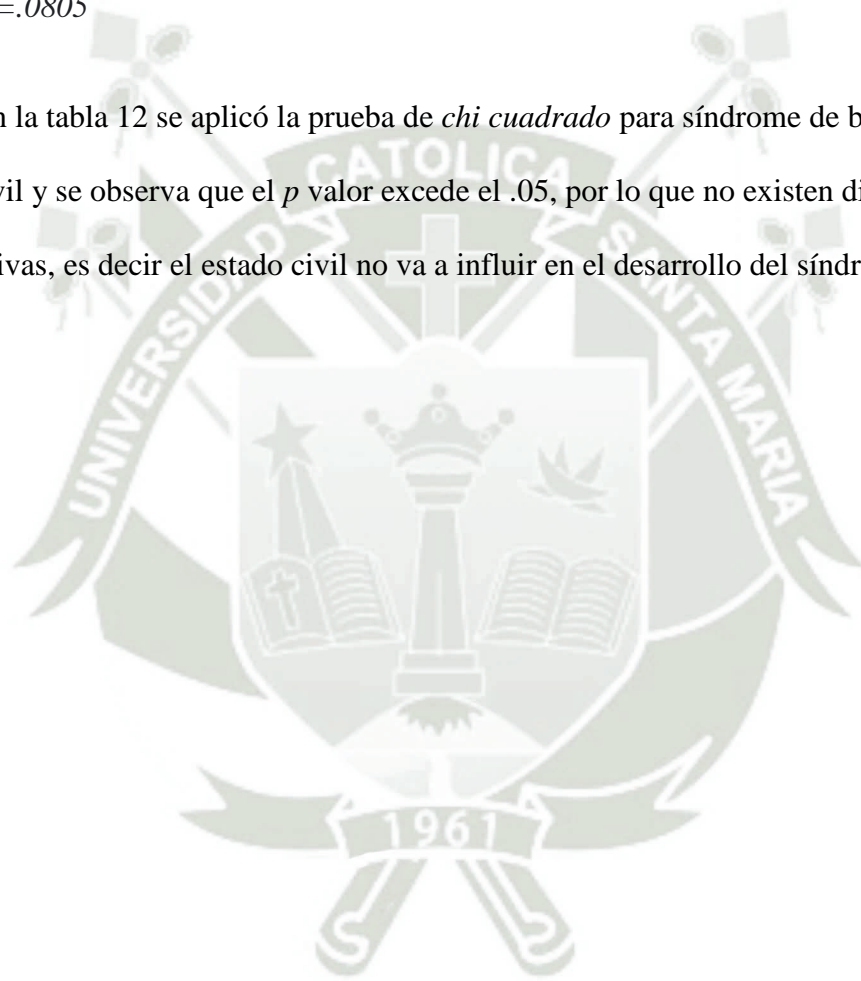 =.0805
n la tabla 12 se aplicó la prueba de chi cuadrado para síndrome de b
vil y se observa que el p valor excede el .05, por lo que no existen di
ivas, es decir el estado civil no va a influir en el desarrollo del síndr
UNIVERSIDAD CATOLICA SANTA MARIA
1961